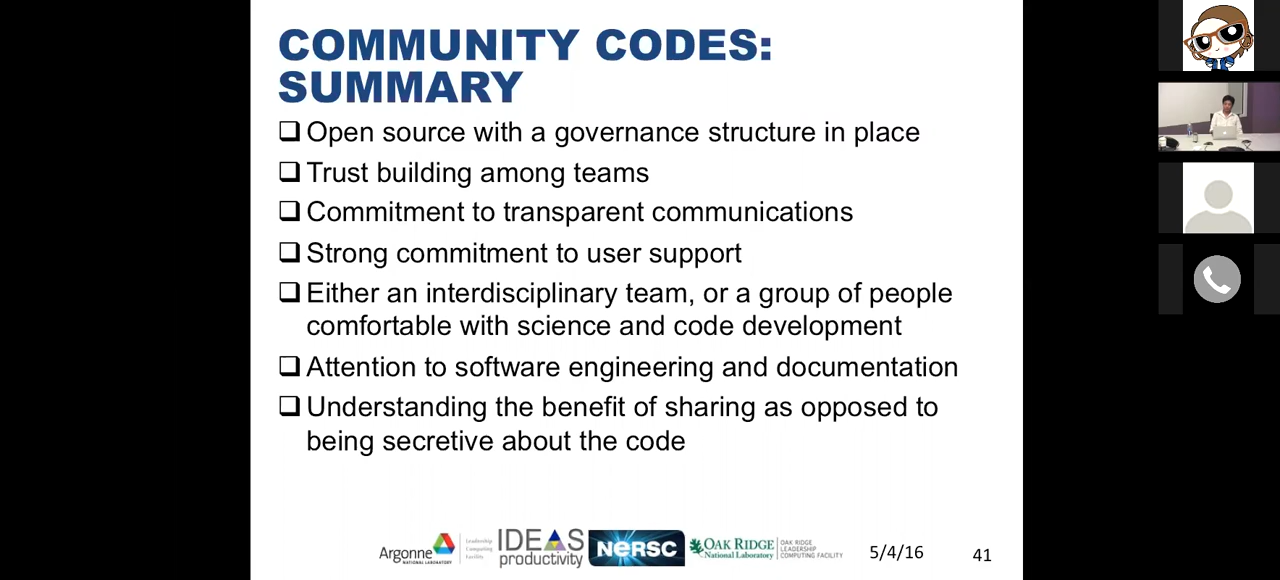 COMMUNITY CODES:
SUMMARY
Open source with a governance structure in place
Trust building among teams
Commitment to transparent communications
Strong commitment to user support
Either an interdisciplinary team, or a group of people
comfortable with science and code development
Attention to software engineering and documentation
Understanding the benefit of sharing as opposed to
being secretive about the code
Argonne
NATIONAL LABORATORY
Leadership
Computing
Facility
IDEAS
productivity
NERSC
OAK RIDGE
National Laboratory
OAK RIDGE
LEADERSHIP
COMPUTING FACILITY
5/4/16
41